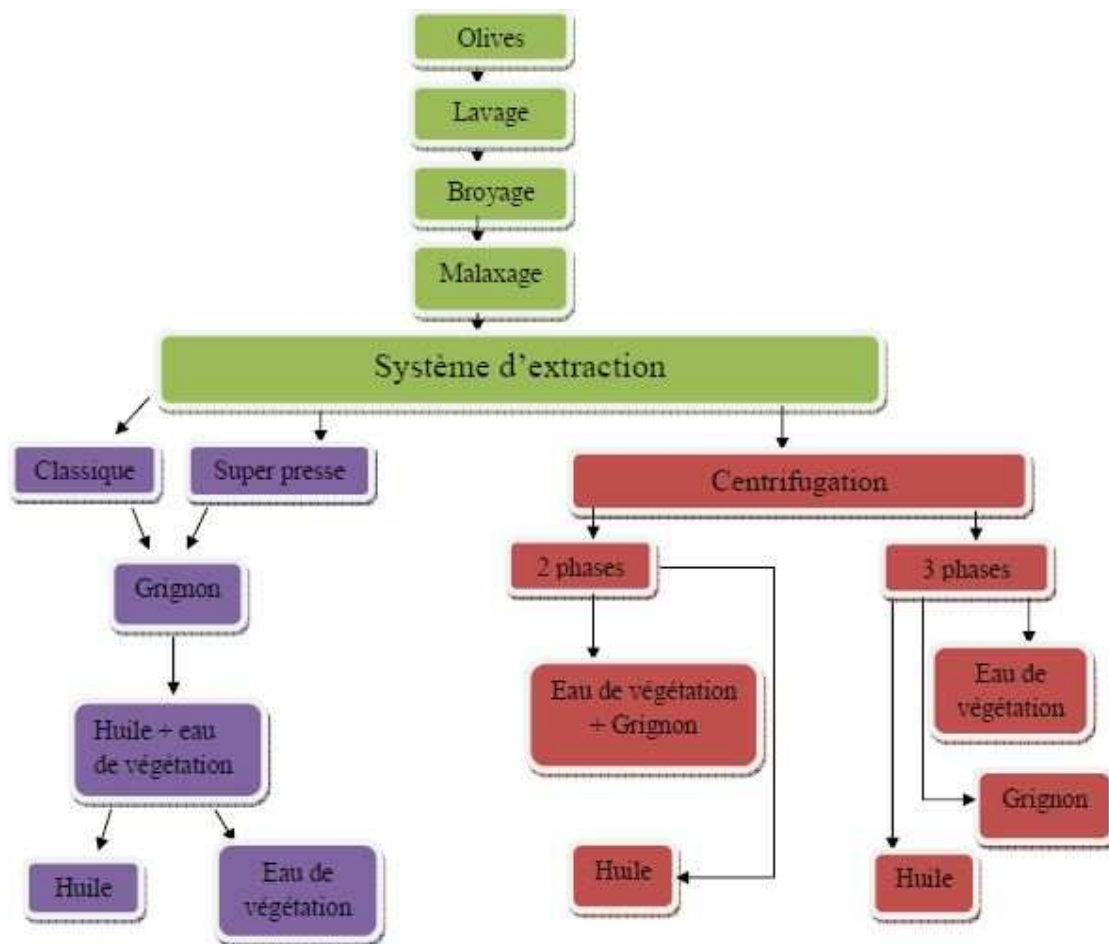 Olives
Lavage
Broyage
Malaxage
Système d'extraction
Classique
Super presse
Centrifugation
Grignon
2 phases
3 phases
Huile + eau
de végétation
Eau de végétation
+ Grignon
Eau de
végétation
Grignon
Huile
Eau de
végétation
Huile
Huile